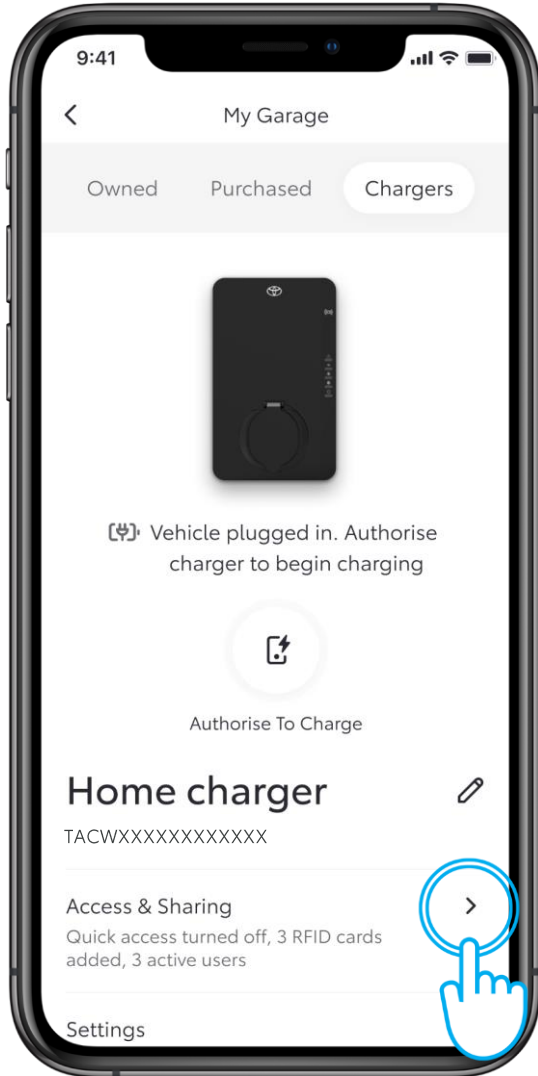 9:41
My Garage
Owned Purchased Chargers
Vehicle plugged in. Authorise
charger to begin charging
Authorise To Charge
Home charger
TACWXXXXXXXXXXXX
Access & Sharing
Quick access turned off, 3 RFID cards
added, 3 active users
Settings